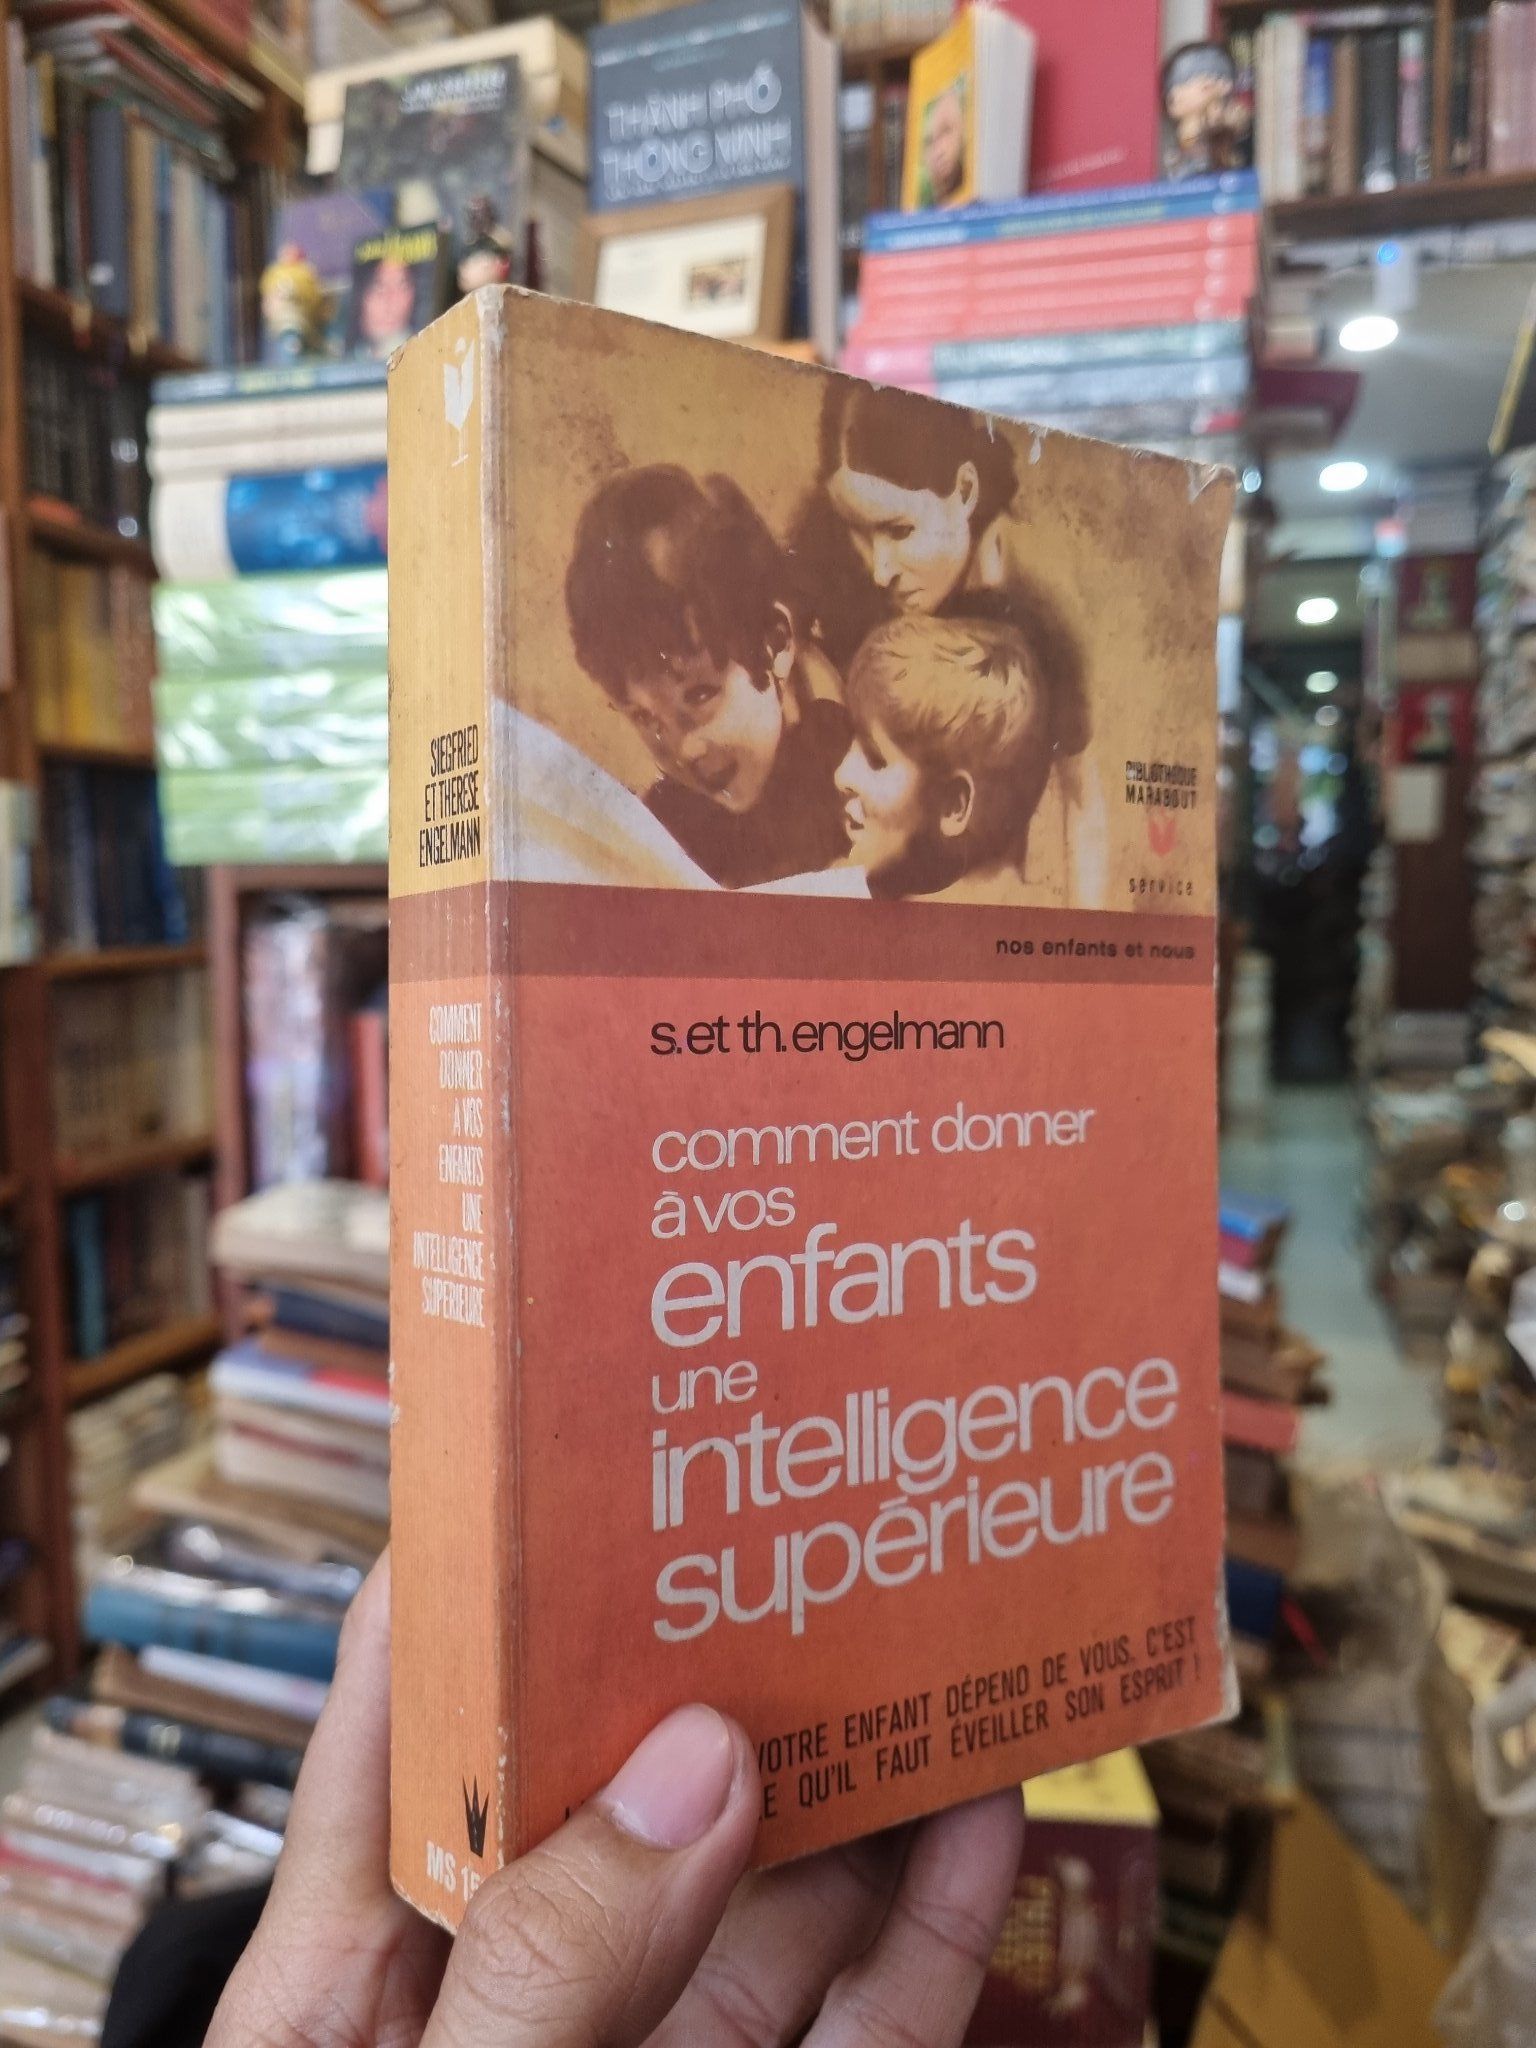 THÀNH PHỐ
THÔNG MINH
SIEGFRIED
ET THERESE
ENGELMANN
COMMENT
DONNER
A VOS
ENFANTS
UNE
INTELLIGENCE
SUPERIEURE
MS 15
BIBLIOTHEQUE
MARABOUT
service
nos enfants et nous
s. et th. engelmann
comment donner
à vos
enfants
une
intelligence
supérieure
VOTRE ENFANT DÉPEND DE VOUS. C'EST
QU'IL FAUT ÉVEILLER SON ESPRIT !